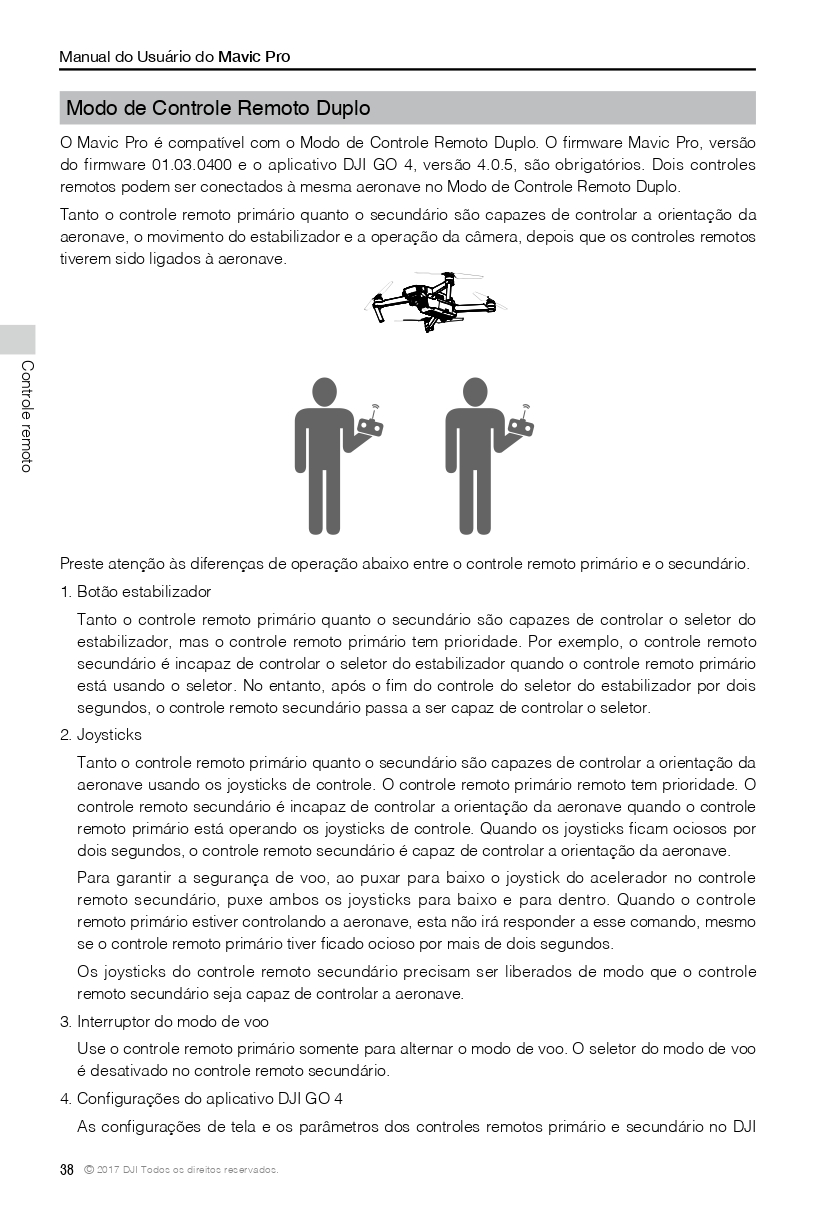 Manual do Usuário do Mavic Pro
Modo de Controle Remoto Duplo
O Mavic Pro é compatível com o Modo de Controle Remoto Duplo. O firmware Mavic Pro, versão
do firmware 01.03.0400 e o aplicativo DJI GO 4, versão 4.0.5, são obrigatórios. Dois controles
remotos podem ser conectados à mesma aeronave no Modo de Controle Remoto Duplo.
Tanto o controle remoto primário quanto o secundário são capazes de controlar a orientação da
aeronave, o movimento do estabilizador e a operação da câmera, depois que os controles remotos
tiverem sido ligados à aeronave.
Controle remoto
Preste atenção às diferenças de operação abaixo entre o controle remoto primário e o secundário.
1. Botão estabilizador
Tanto o controle remoto primário quanto o secundário são capazes de controlar o seletor do
estabilizador, mas o controle remoto primário tem prioridade. Por exemplo, o controle remoto
secundário é incapaz de controlar o seletor do estabilizador quando o controle remoto primário
está usando o seletor. No entanto, após o fim do controle do seletor do estabilizador por dois
segundos, o controle remoto secundário passa a ser capaz de controlar o seletor.
2. Joysticks
Tanto o controle remoto primário quanto o secundário são capazes de controlar a orientação da
aeronave usando os joysticks de controle. O controle remoto primário remoto tem prioridade. O
controle remoto secundário é incapaz de controlar a orientação da aeronave quando o controle
remoto primário está operando os joysticks de controle. Quando os joysticks ficam ociosos por
dois segundos, o controle remoto secundário é capaz de controlar a orientação da aeronave.
Para garantir a segurança de voo, ao puxar para baixo o joystick do acelerador no controle
remoto secundário, puxe ambos os joysticks para baixo e para dentro. Quando o controle
remoto primário estiver controlando a aeronave, esta não irá responder a esse comando, mesmo
se o controle remoto primário tiver ficado ocioso por mais de dois segundos.
Os joysticks do controle remoto secundário precisam ser liberados de modo que o controle
remoto secundário seja capaz de controlar a aeronave.
3. Interruptor do modo de voo
Use o controle remoto primário somente para alternar o modo de voo. O seletor do modo de voo
é desativado no controle remoto secundário.
4. Configurações do aplicativo DJI GO 4
As configurações de tela e os parâmetros dos controles remotos primário e secundário no DJI
38 © 2017 DJI Todos os direitos reservados.